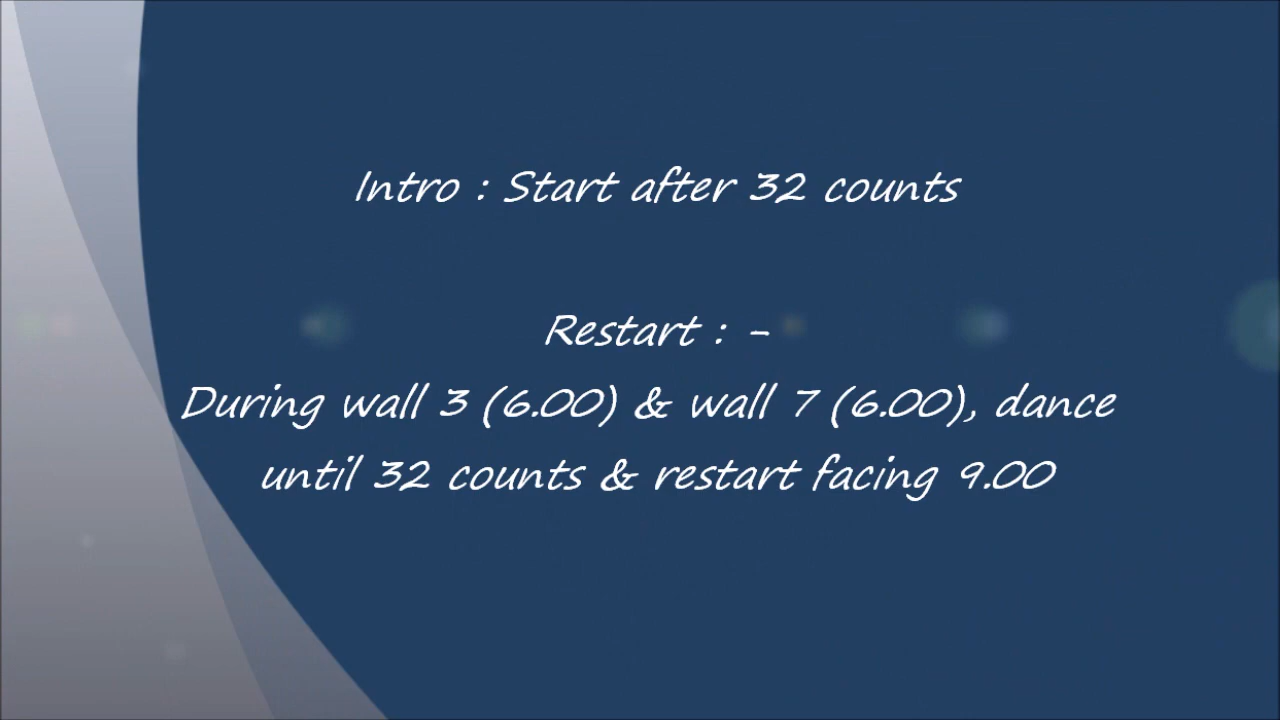 Intro : Start after 32 counts
Restart : -
During wall 3 (6.00) & wall 7 (6.00), dance
until 32 counts & restart facing 9.00